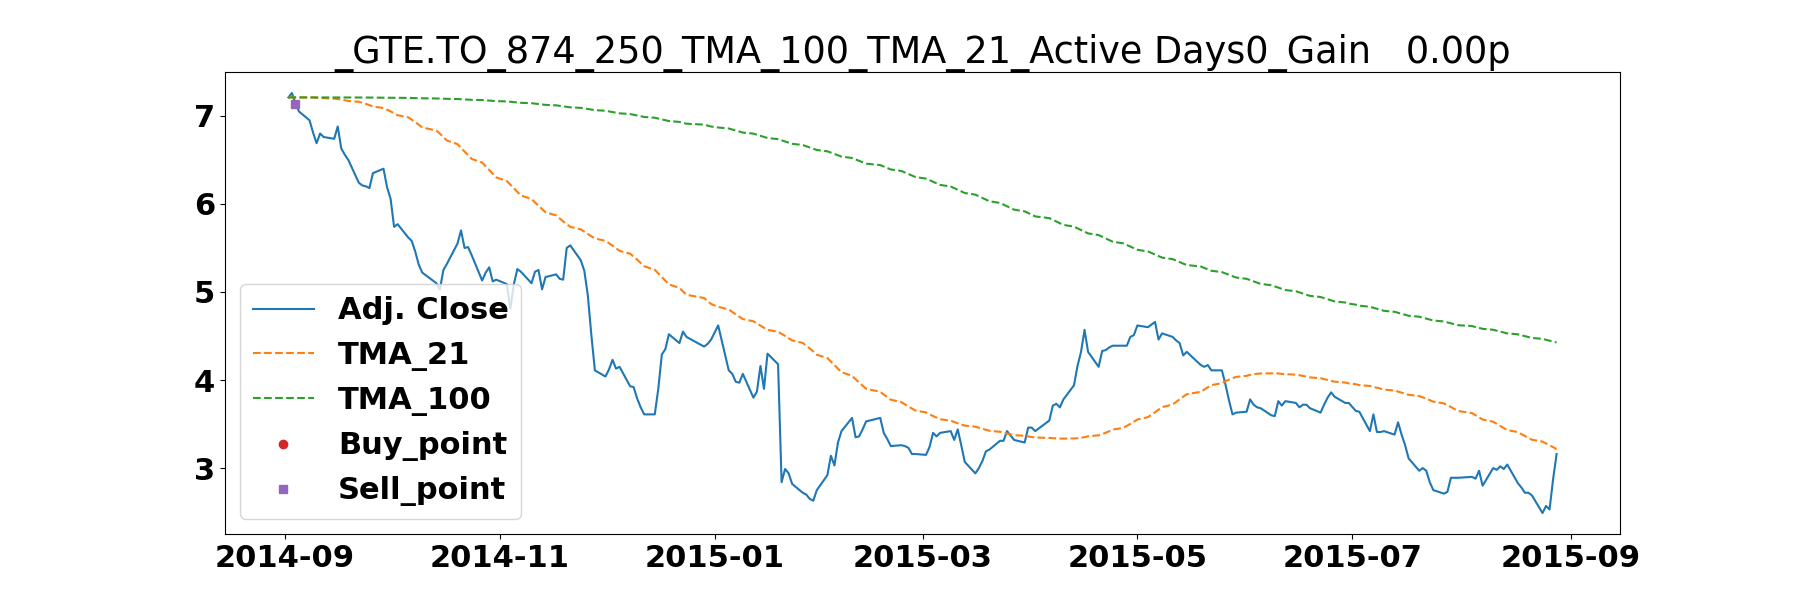 _GTE.TO_874_250_TMA_100_TMA_21_Active Days0_Gain   0.00p
7
6
5
4
3
Adj. Close
TMA_21
TMA_100
Buy_point
Sell_point
2014-09 2014-11 2015-01 2015-03 2015-05 2015-07 2015-09